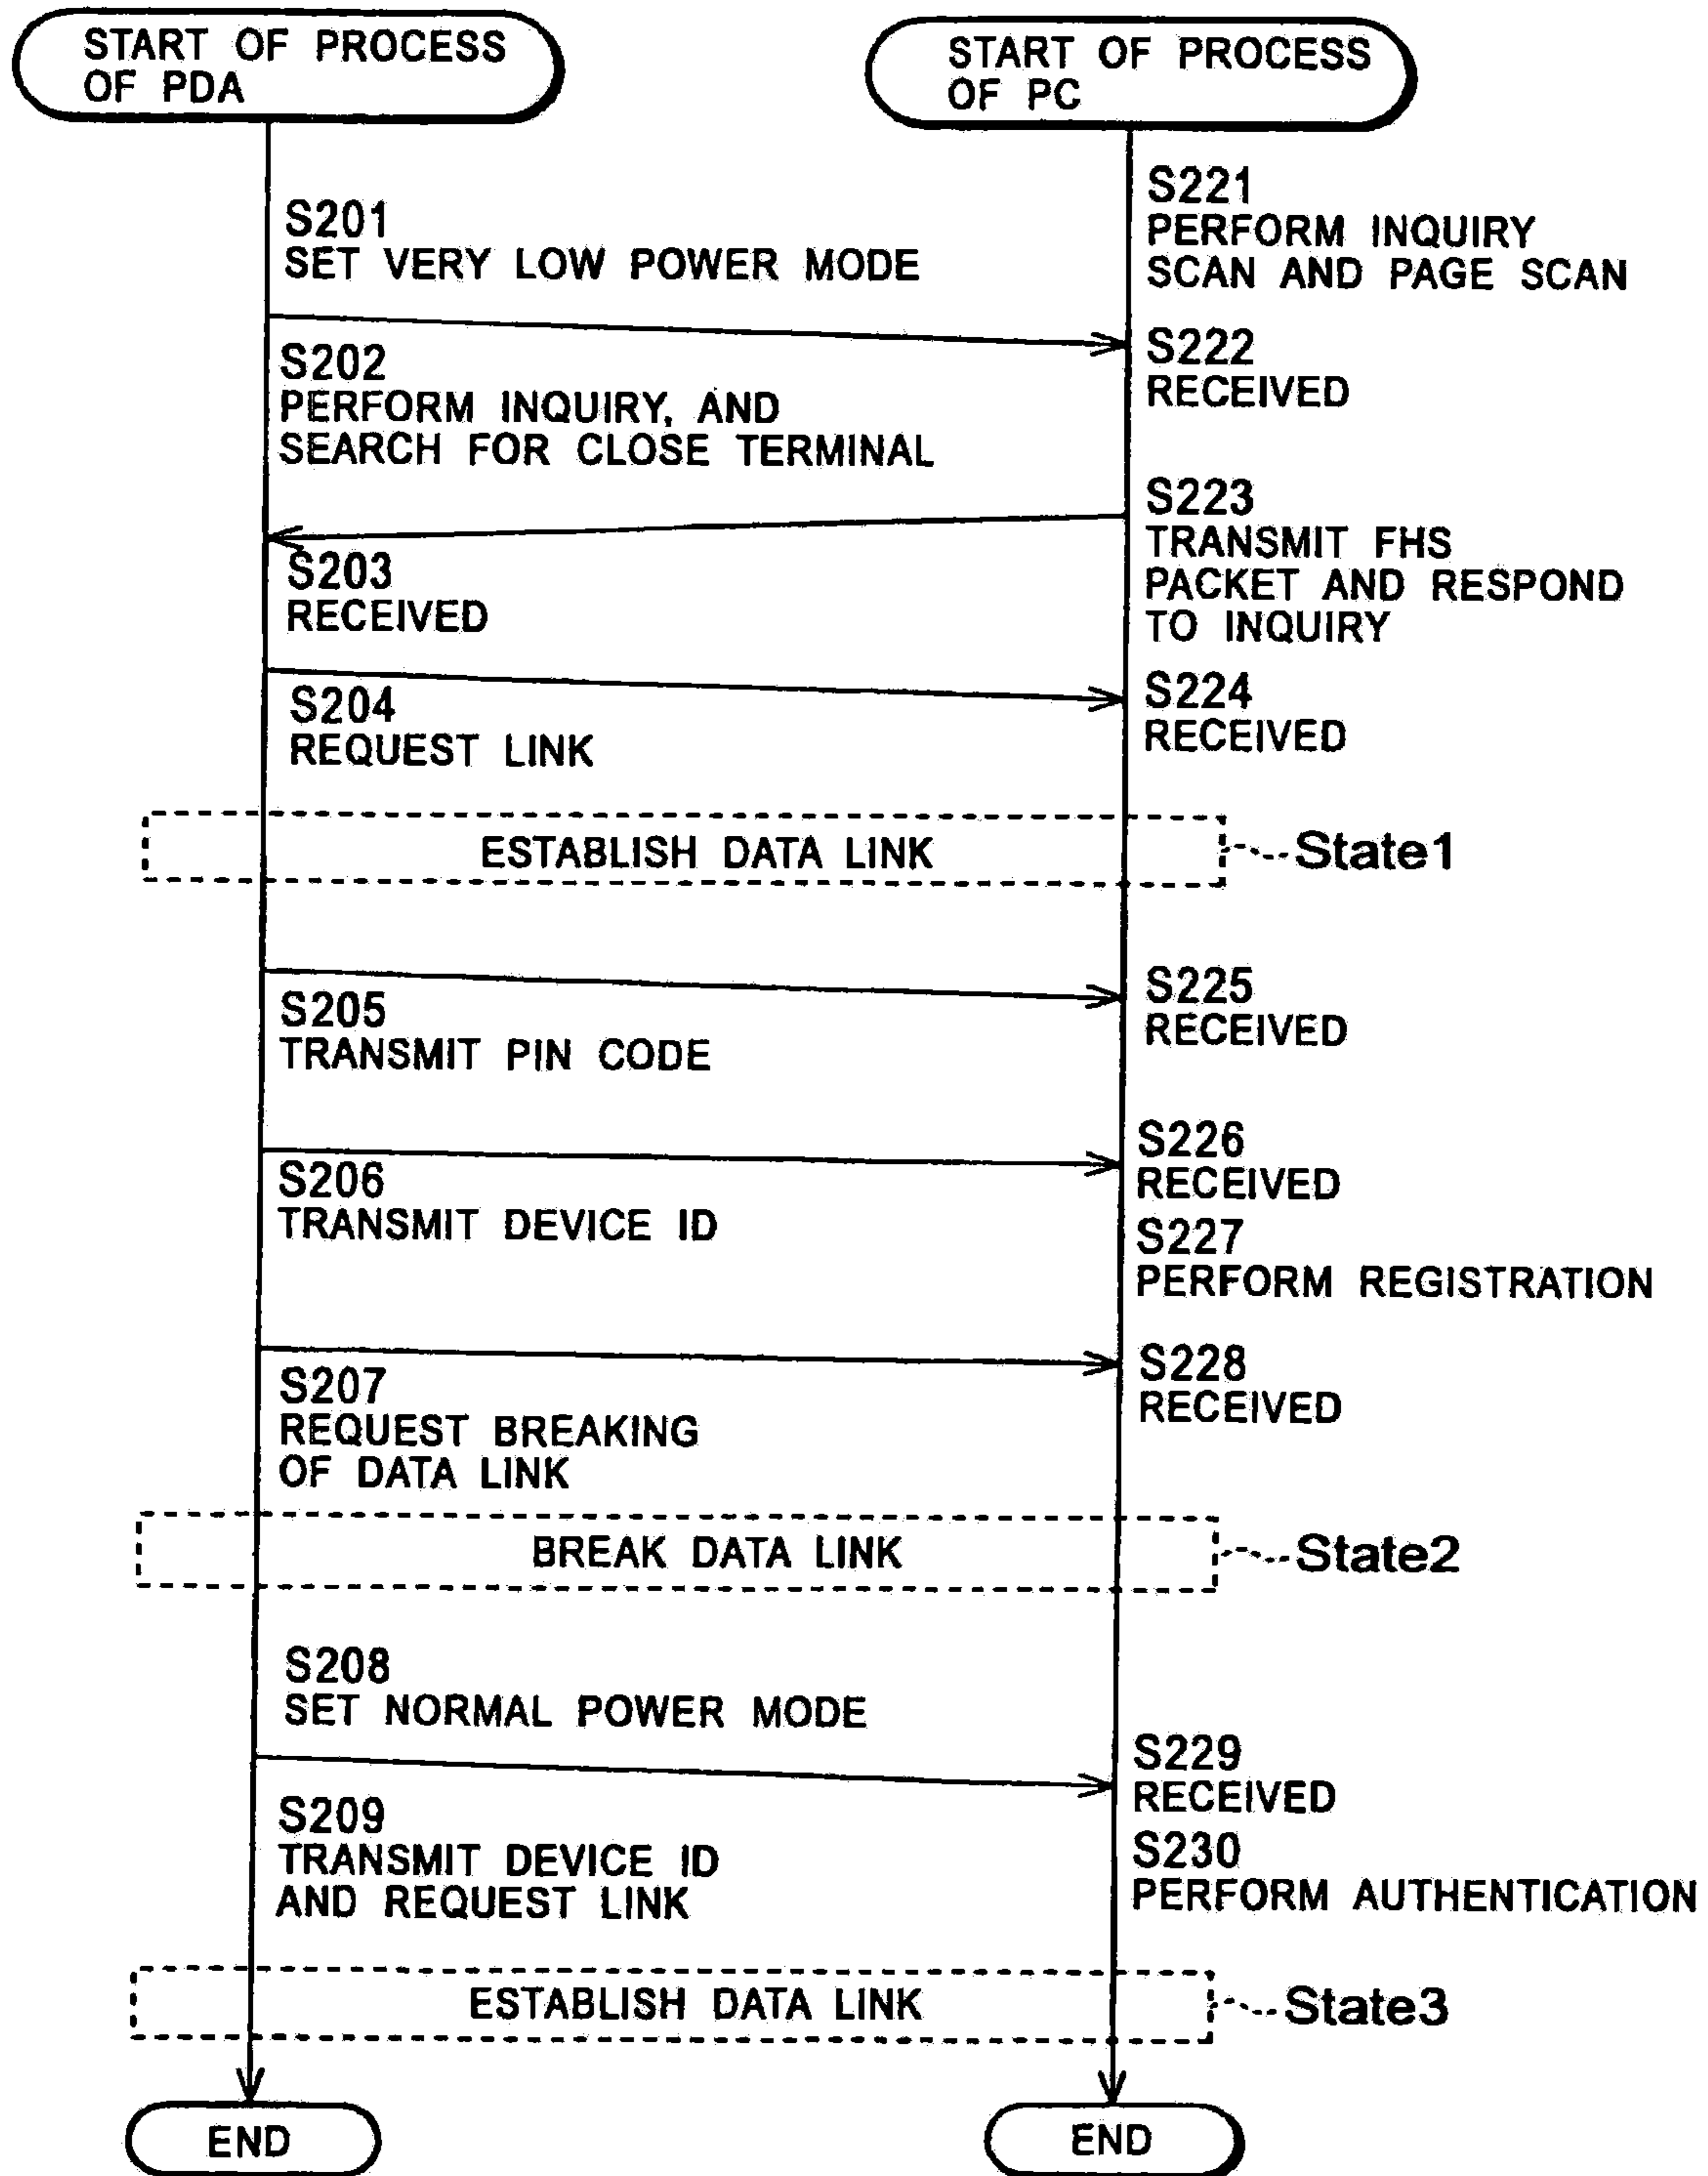 START OF PROCESS
OF PDA
START OF PROCESS
OF PC
S221
PERFORM INQUIRY
SCAN AND PAGE SCAN
S201
SET VERY LOW POWER MODE
S222
RECEIVED
S202
PERFORM INQUIRY, AND
SEARCH FOR CLOSE TERMINAL
S223
TRANSMIT FHS
PACKET AND RESPOND
TO INQUIRY
S203
RECEIVED
S204
REQUEST LINK
S224
RECEIVED
ESTABLISH DATA LINK
State1
S205
TRANSMIT PIN CODE
S225
RECEIVED
S206
TRANSMIT DEVICE ID
S226
RECEIVED
S227
PERFORM REGISTRATION
S207
REQUEST BREAKING
OF DATA LINK
S228
RECEIVED
BREAK DATA LINK
State2
S208
SET NORMAL POWER MODE
S229
RECEIVED
S209
TRANSMIT DEVICE ID
AND REQUEST LINK
S230
PERFORM AUTHENTICATION
ESTABLISH DATA LINK
State3
END
END